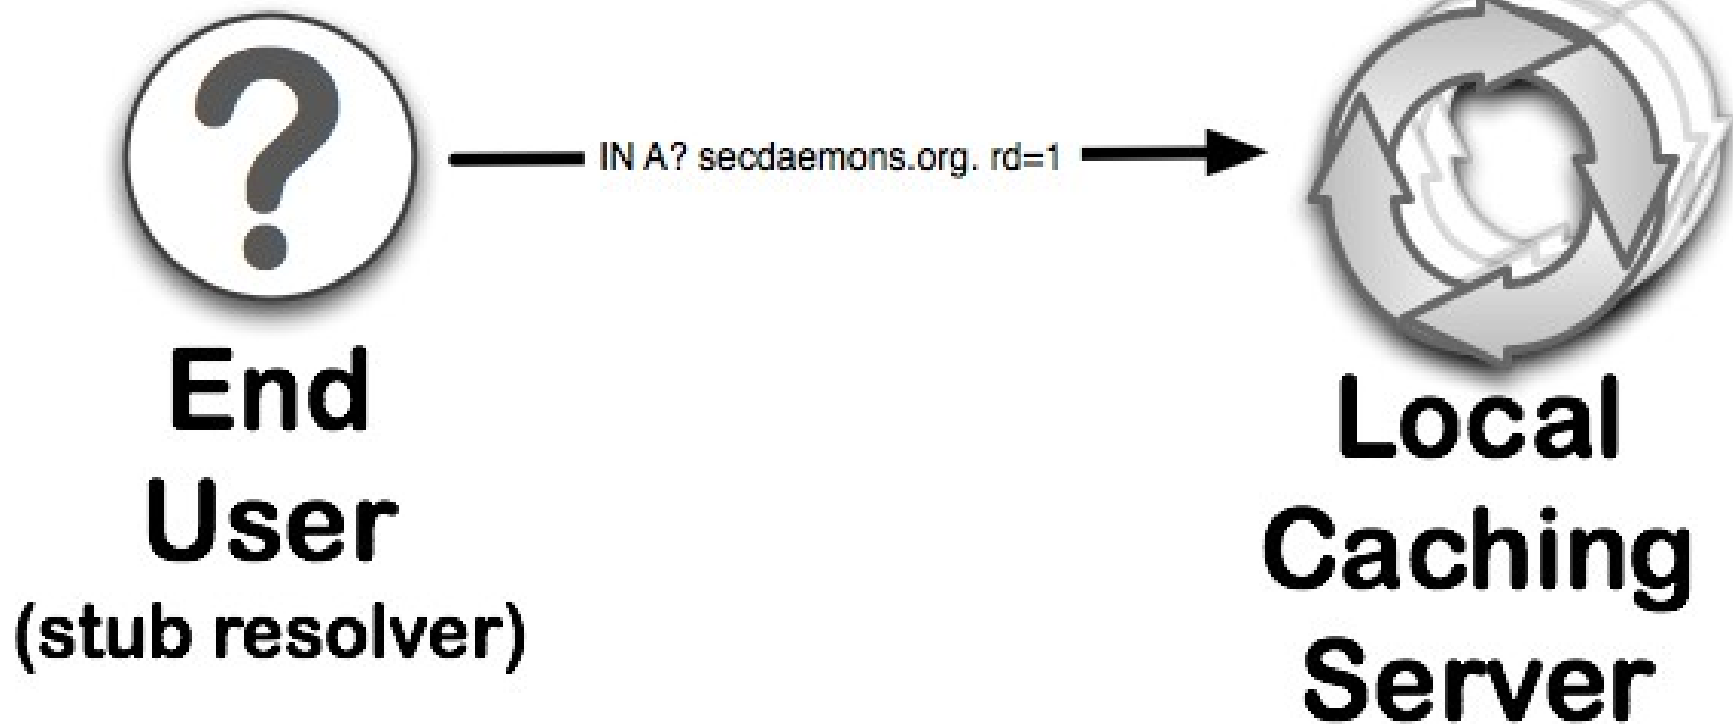 IN A? secdaemons.org. rd=1
End
User
(stub resolver)
Local
Caching
Server